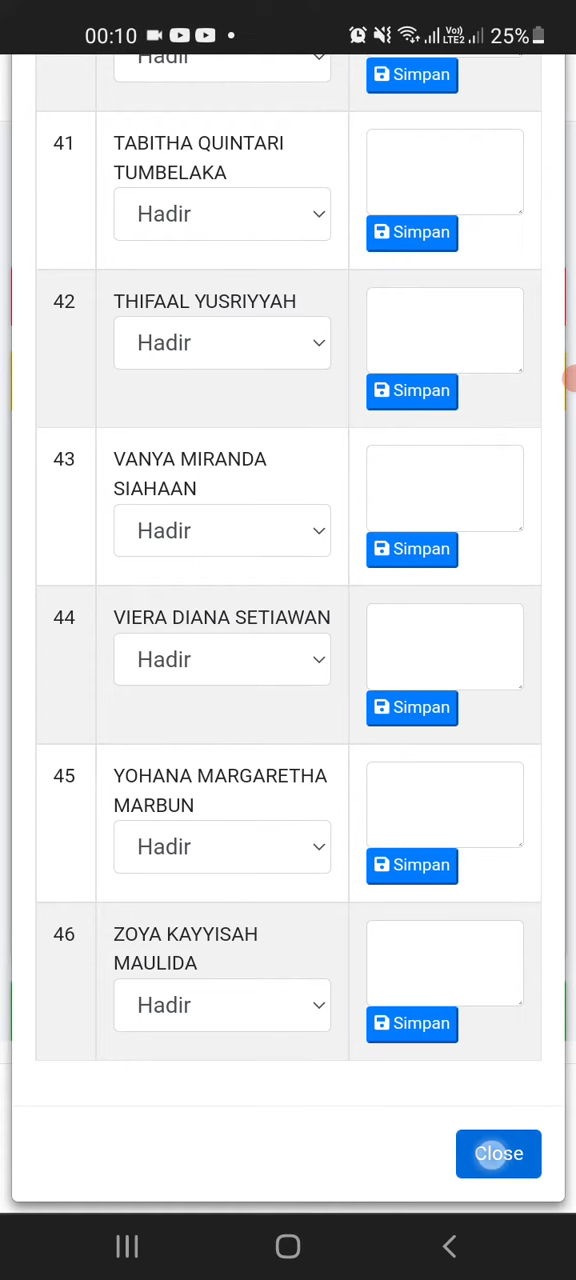 00:10 25%
Hadir
Simpan
41 TABITHA QUINTARI
TUMBELAKA
Hadir
Simpan
42 THIFAAL YUSRIYYAH
Hadir
Simpan
43 VANYA MIRANDA
SIAHAAN
Hadir
Simpan
44 VIERA DIANA SETIAWAN
Hadir
Simpan
45 YOHANA MARGARETHA
MARBUN
Hadir
Simpan
46 ZOYA KAYYISAH
MAULIDA
Hadir
Simpan
Close